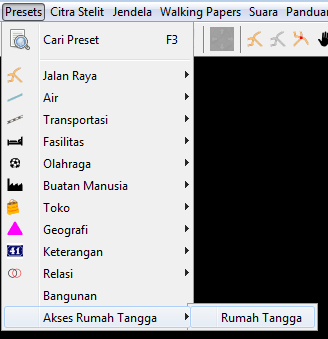 Presets Citra Stelit Jendela Walking Papers Suara Panduan
Cari Preset F3
Jalan Raya
Air
Transportasi
Fasilitas
Olahraga
Buatan Manusia
Toko
Geografi
41 Keterangan
Relasi
Bangunan
Akses Rumah Tangga Rumah Tangga